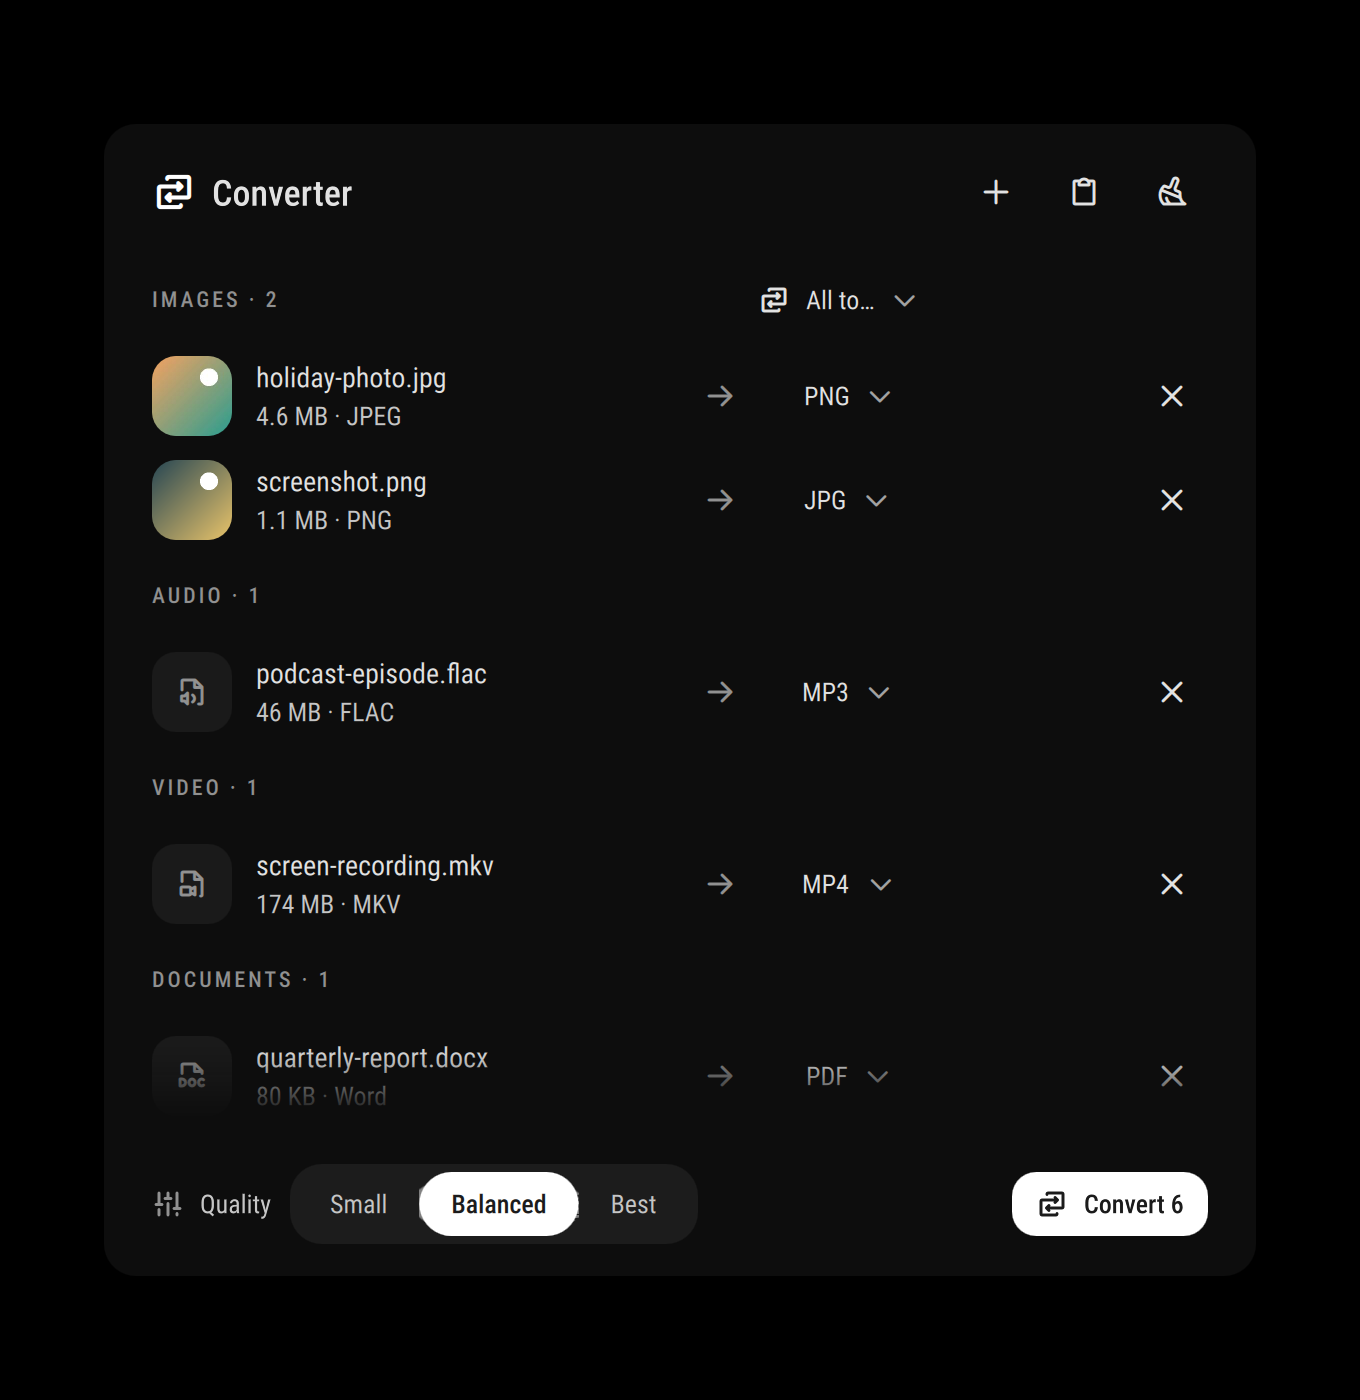 Converter
IMAGES · 2
All to...
holiday-photo.jpg
4.6 MB · JPEG
PNG
screenshot.png
1.1 MB · PNG
JPG
AUDIO · 1
podcast-episode.flac
46 MB · FLAC
MP3
VIDEO · 1
screen-recording.mkv
174 MB · MKV
MP4
DOCUMENTS · 1
quarterly-report.docx
80 KB · Word
DOC
PDF
Quality
Small
Balanced
Best
Convert 6